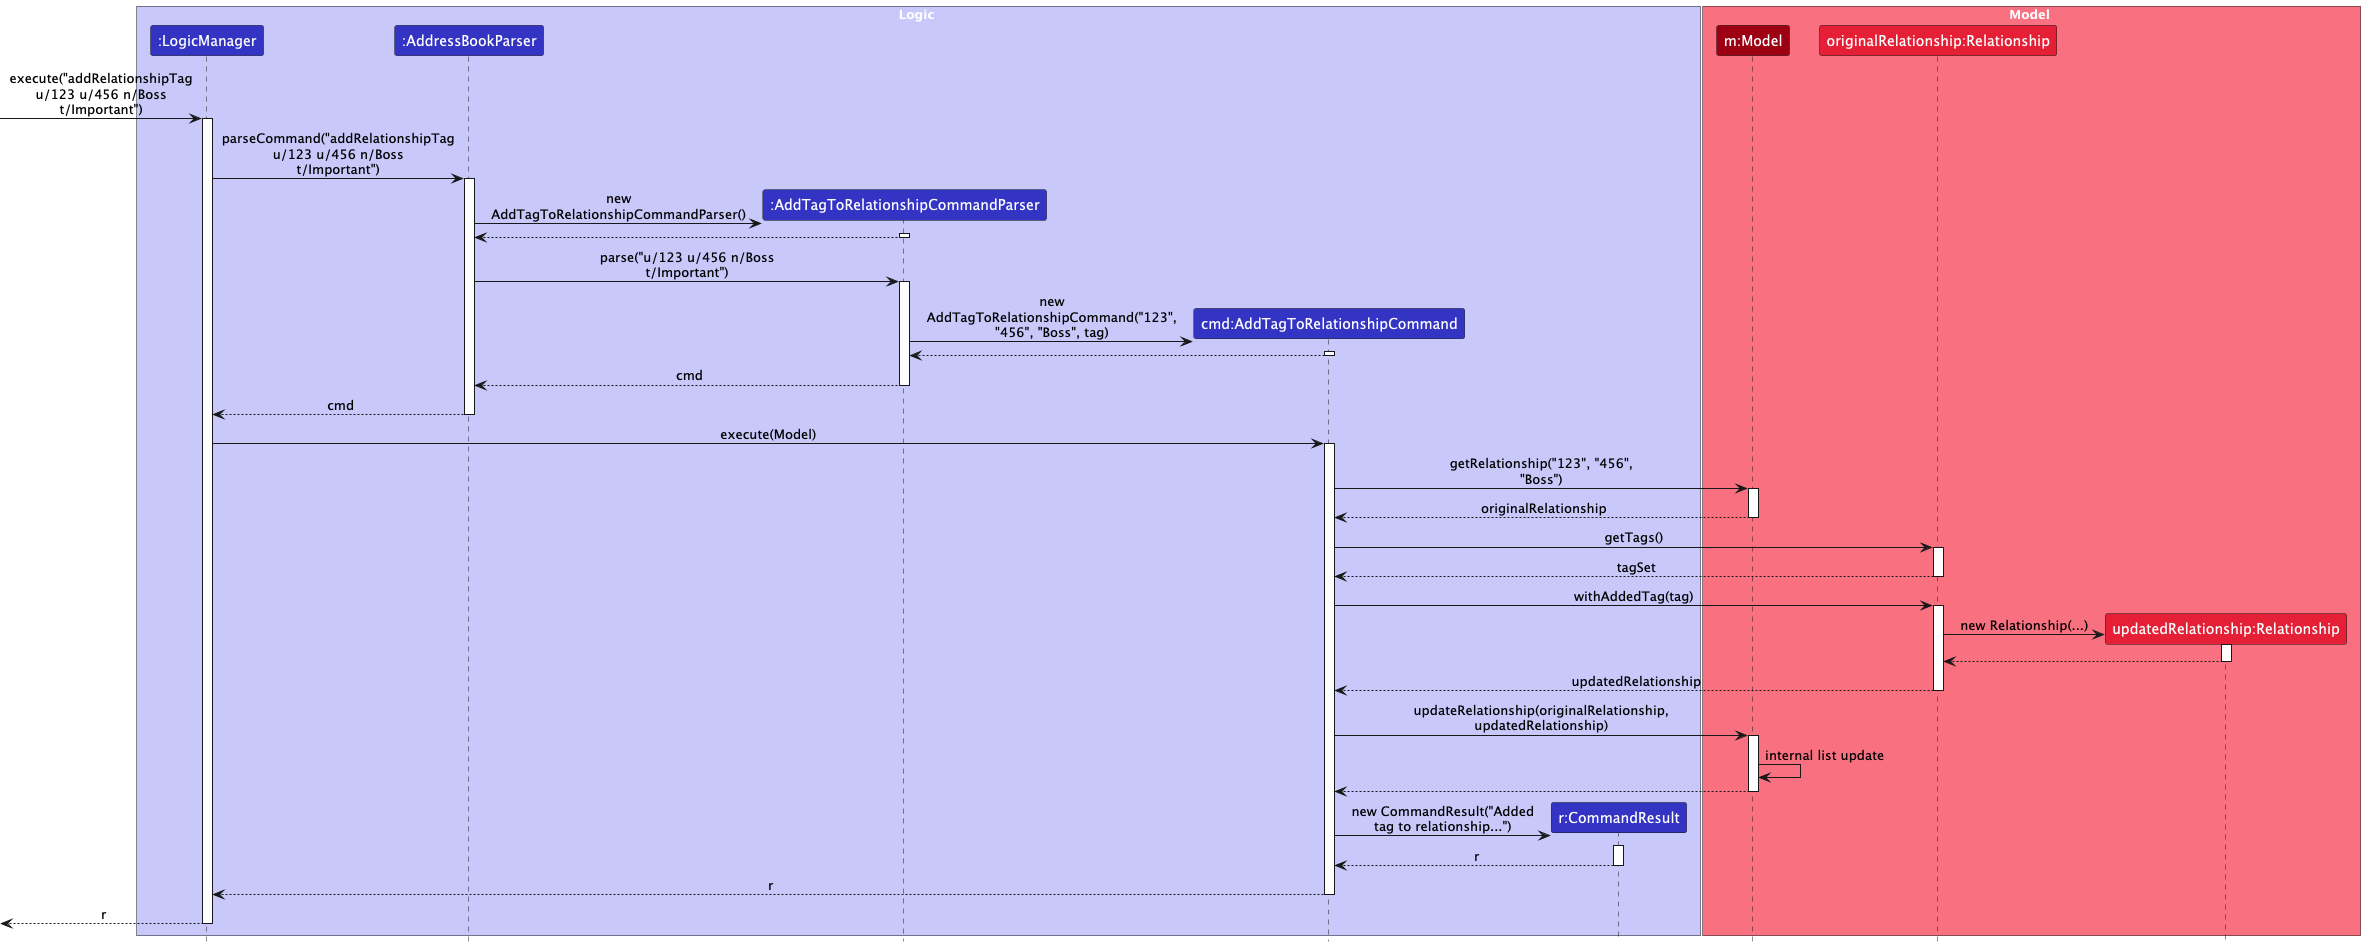 Logic
Model
:LogicManager
:AddressBookParser
m:Model
originalRelationship:Relationship
execute("addRelationshipTag
u/123 u/456 n/Boss
t/Important")
parseCommand("addRelationshipTag
u/123 u/456 n/Boss
t/Important")
new
AddTagToRelationshipCommandParser()
:AddTagToRelationshipCommandParser
parse("u/123 u/456 n/Boss
t/Important")
new
AddTagToRelationshipCommand("123",
"456", "Boss", tag)
cmd:AddTagToRelationshipCommand
cmd
cmd
execute(Model)
getRelationship("123", "456",
"Boss")
originalRelationship
getTags()
tagSet
withAddedTag(tag)
new Relationship(...)
updatedRelationship:Relationship
updatedRelationship
updateRelationship(originalRelationship,
updatedRelationship)
internal list update
new CommandResult("Added
tag to relationship...")
r:CommandResult
r
r
r